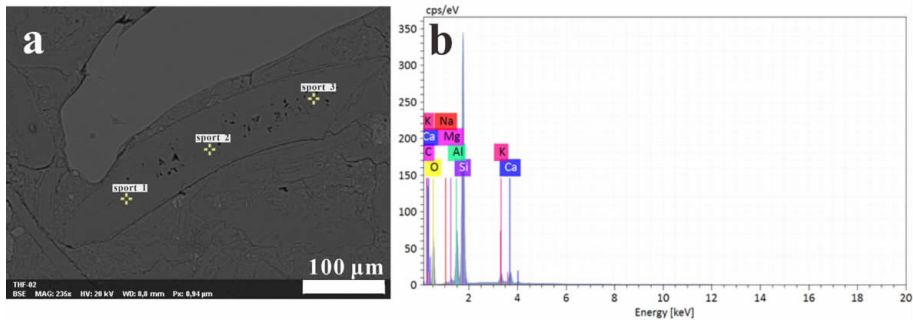 a
sport 3
sport 2
sport 1
100 µm
THF-02
BSE MAG: 235x HV: 20 kV WD: 8,8 mm Px: 0,94 µm
b
cps/eV
350
300
250
200
150
100
50
0
K Na
Ca Mg
C Al K
O Si Ca
2 4 6 8 10 12 14 16 18 20
Energy [keV]